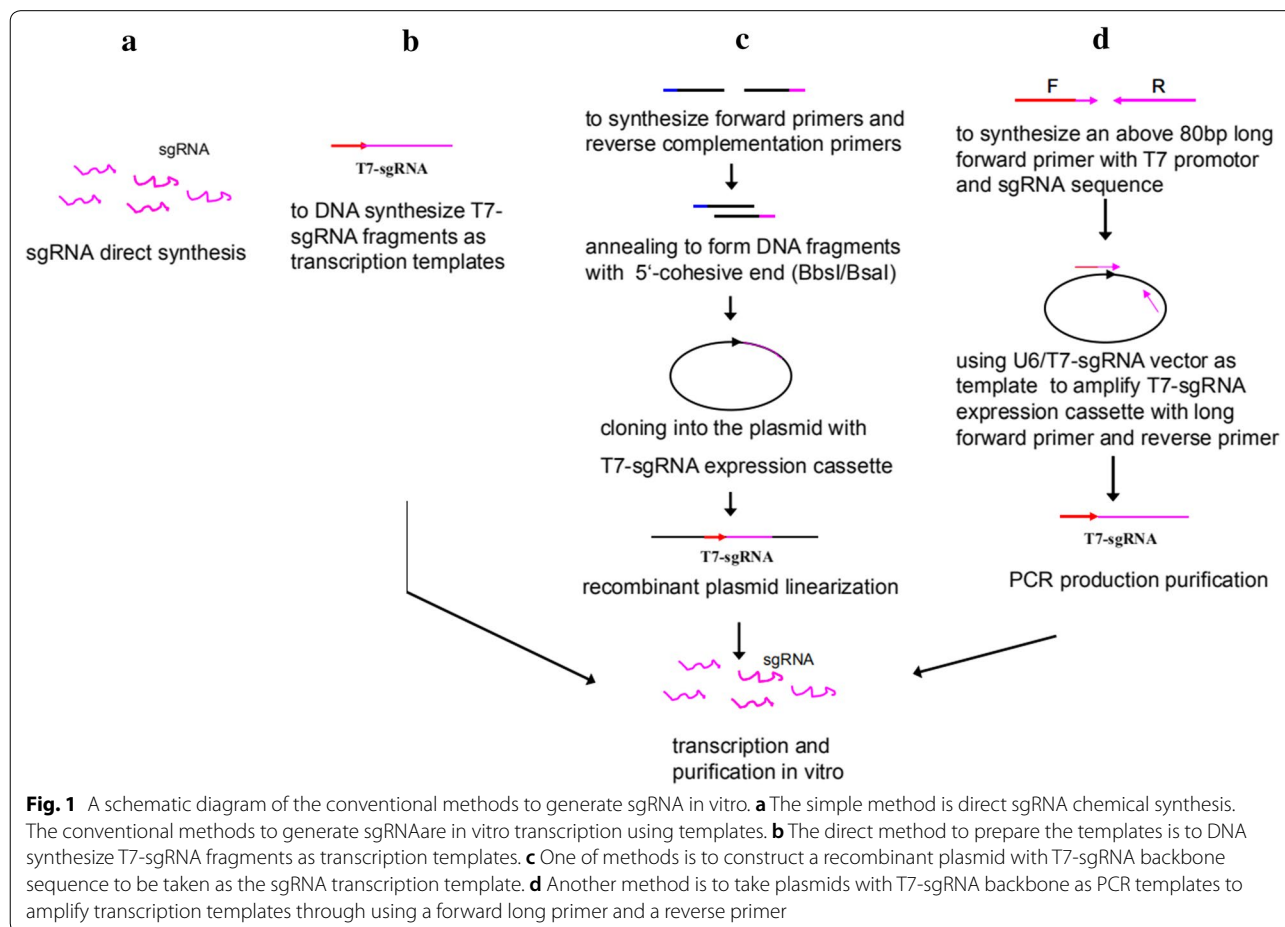 a
sgRNA
sgRNA direct synthesis
b
T7-sgRNA
to DNA synthesize T7-
sgRNA fragments as
transcription templates
c
to synthesize forward primers and
reverse complementation primers
annealing to form DNA fragments
with 5‘-cohesive end (BbsI/BsaI)
cloning into the plasmid with
T7-sgRNA expression cassette
T7-sgRNA
recombinant plasmid linearization
sgRNA
transcription and
purification in vitro
d
F R
to synthesize an above 80bp long
forward primer with T7 promotor
and sgRNA sequence
using U6/T7-sgRNA vector as
template to amplify T7-sgRNA
expression cassette with long
forward primer and reverse primer
T7-sgRNA
PCR production purification
Fig. 1 A schematic diagram of the conventional methods to generate sgRNA in vitro. a The simple method is direct sgRNA chemical synthesis.
The conventional methods to generate sgRNAare in vitro transcription using templates. b The direct method to prepare the templates is to DNA
synthesize T7-sgRNA fragments as transcription templates. c One of methods is to construct a recombinant plasmid with T7-sgRNA backbone
sequence to be taken as the sgRNA transcription template. d Another method is to take plasmids with T7-sgRNA backbone as PCR templates to
amplify transcription templates through using a forward long primer and a reverse primer